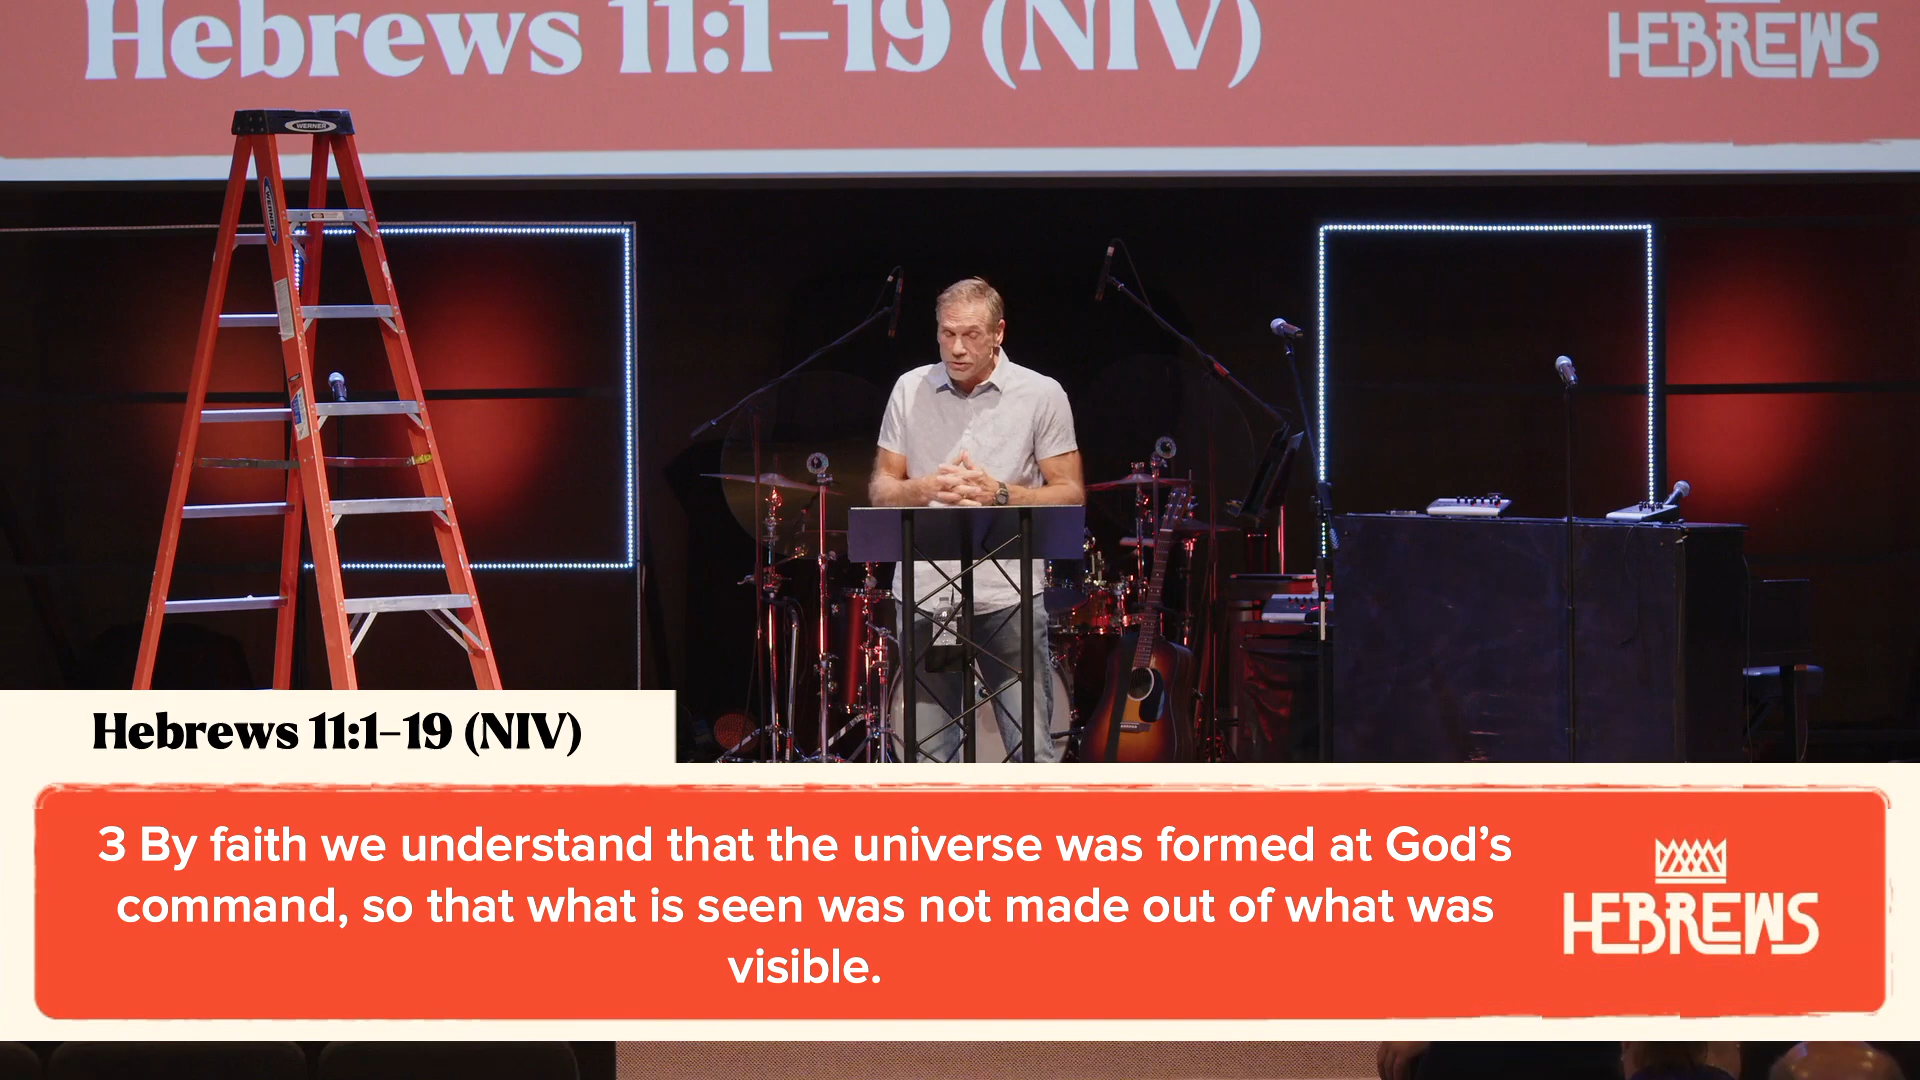 Hebrews 11:1–19 (NIV)
HEBREWS
WERNER
WERNER
Hebrews 11:1–19 (NIV)
3 By faith we understand that the universe was formed at God’s
command, so that what is seen was not made out of what was
visible.
HEBREWS